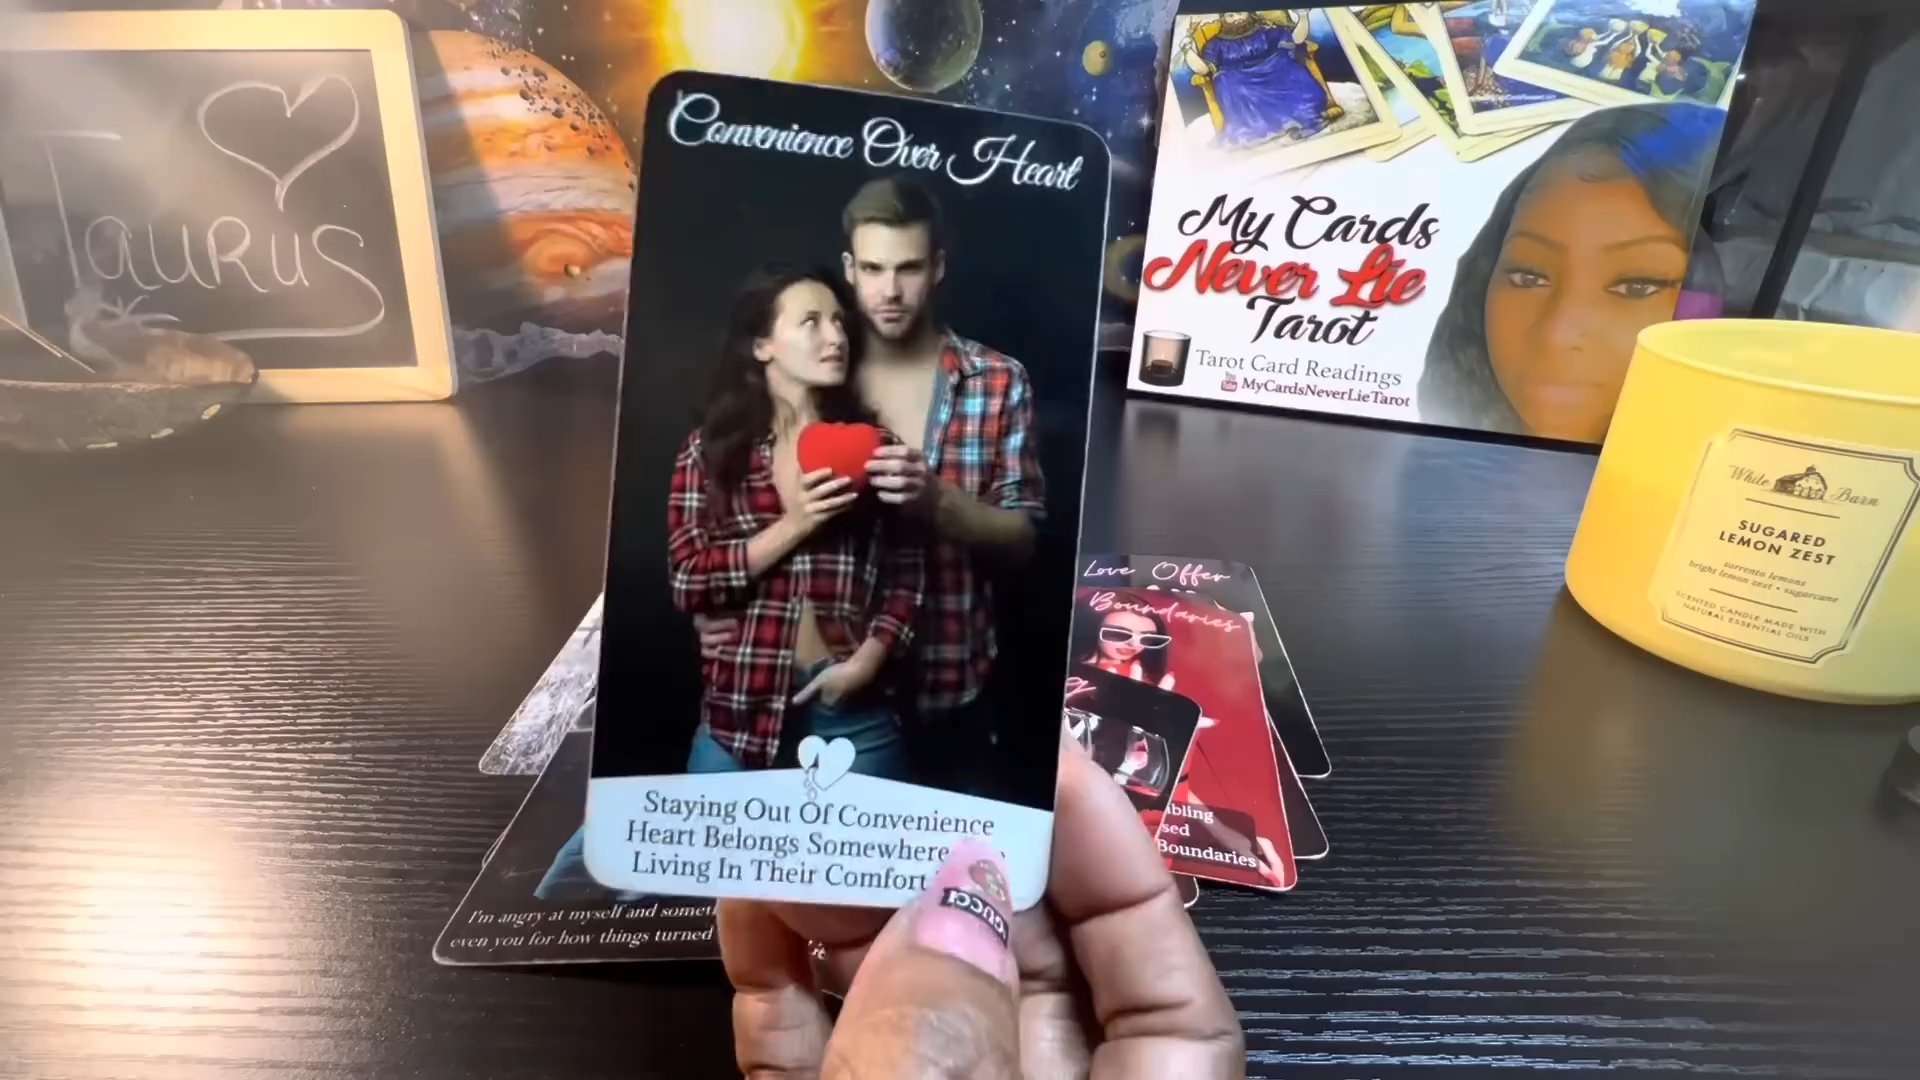 Taurus
Convenience Over Heart
Staying Out Of Convenience
Heart Belongs Somewhere
Living In Their Comfort
GUCCI
My Cards
Never Lie
Tarot
Tarot Card Readings
You
Tube MyCardsNeverLieTarot
White Barn
SUGARED
LEMON ZEST
sorrento lemons
bright lemon zest • sugarcane
SCENTED CANDLE MADE WITH
NATURAL ESSENTIAL OILS
Love Offer
Boundaries
Boundaries
I'm angry at myself and
even you for how things turned